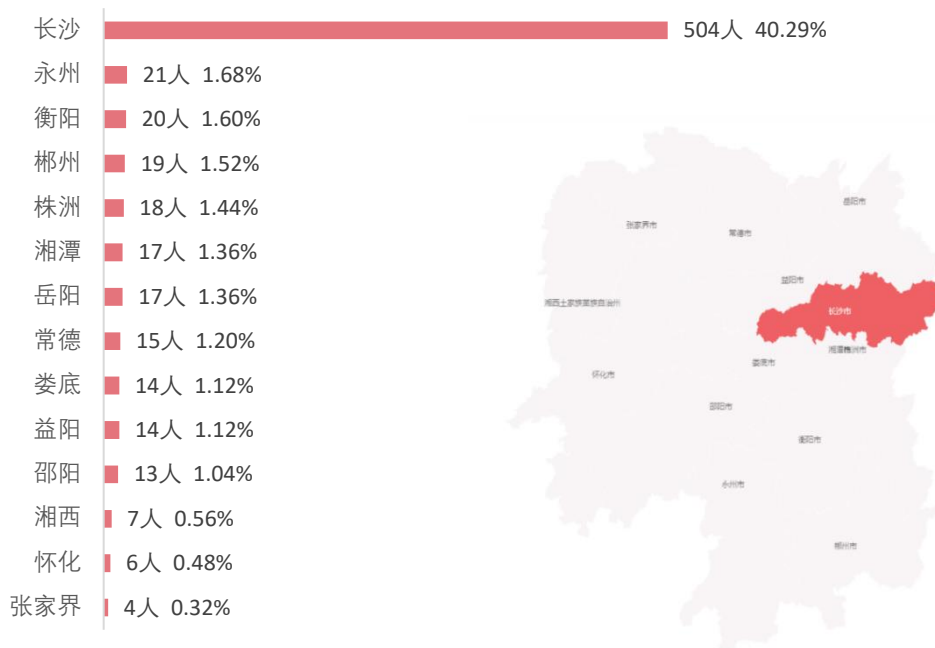 长沙 504人 40.29%
永州 21人 1.68%
衡阳 20人 1.60%
郴州 19人 1.52%
株洲 18人 1.44%
湘潭 17人 1.36%
岳阳 17人 1.36%
常德 15人 1.20%
娄底 14人 1.12%
益阳 14人 1.12%
邵阳 13人 1.04%
湘西 7人 0.56%
怀化 6人 0.48%
张家界 4人 0.32%
岳阳市
张家界市
常德市
益阳市
湘西土家族苗族自治州
长沙市
湘潭市
株洲市
娄底市
怀化市
邵阳市
衡阳市
永州市
郴州市